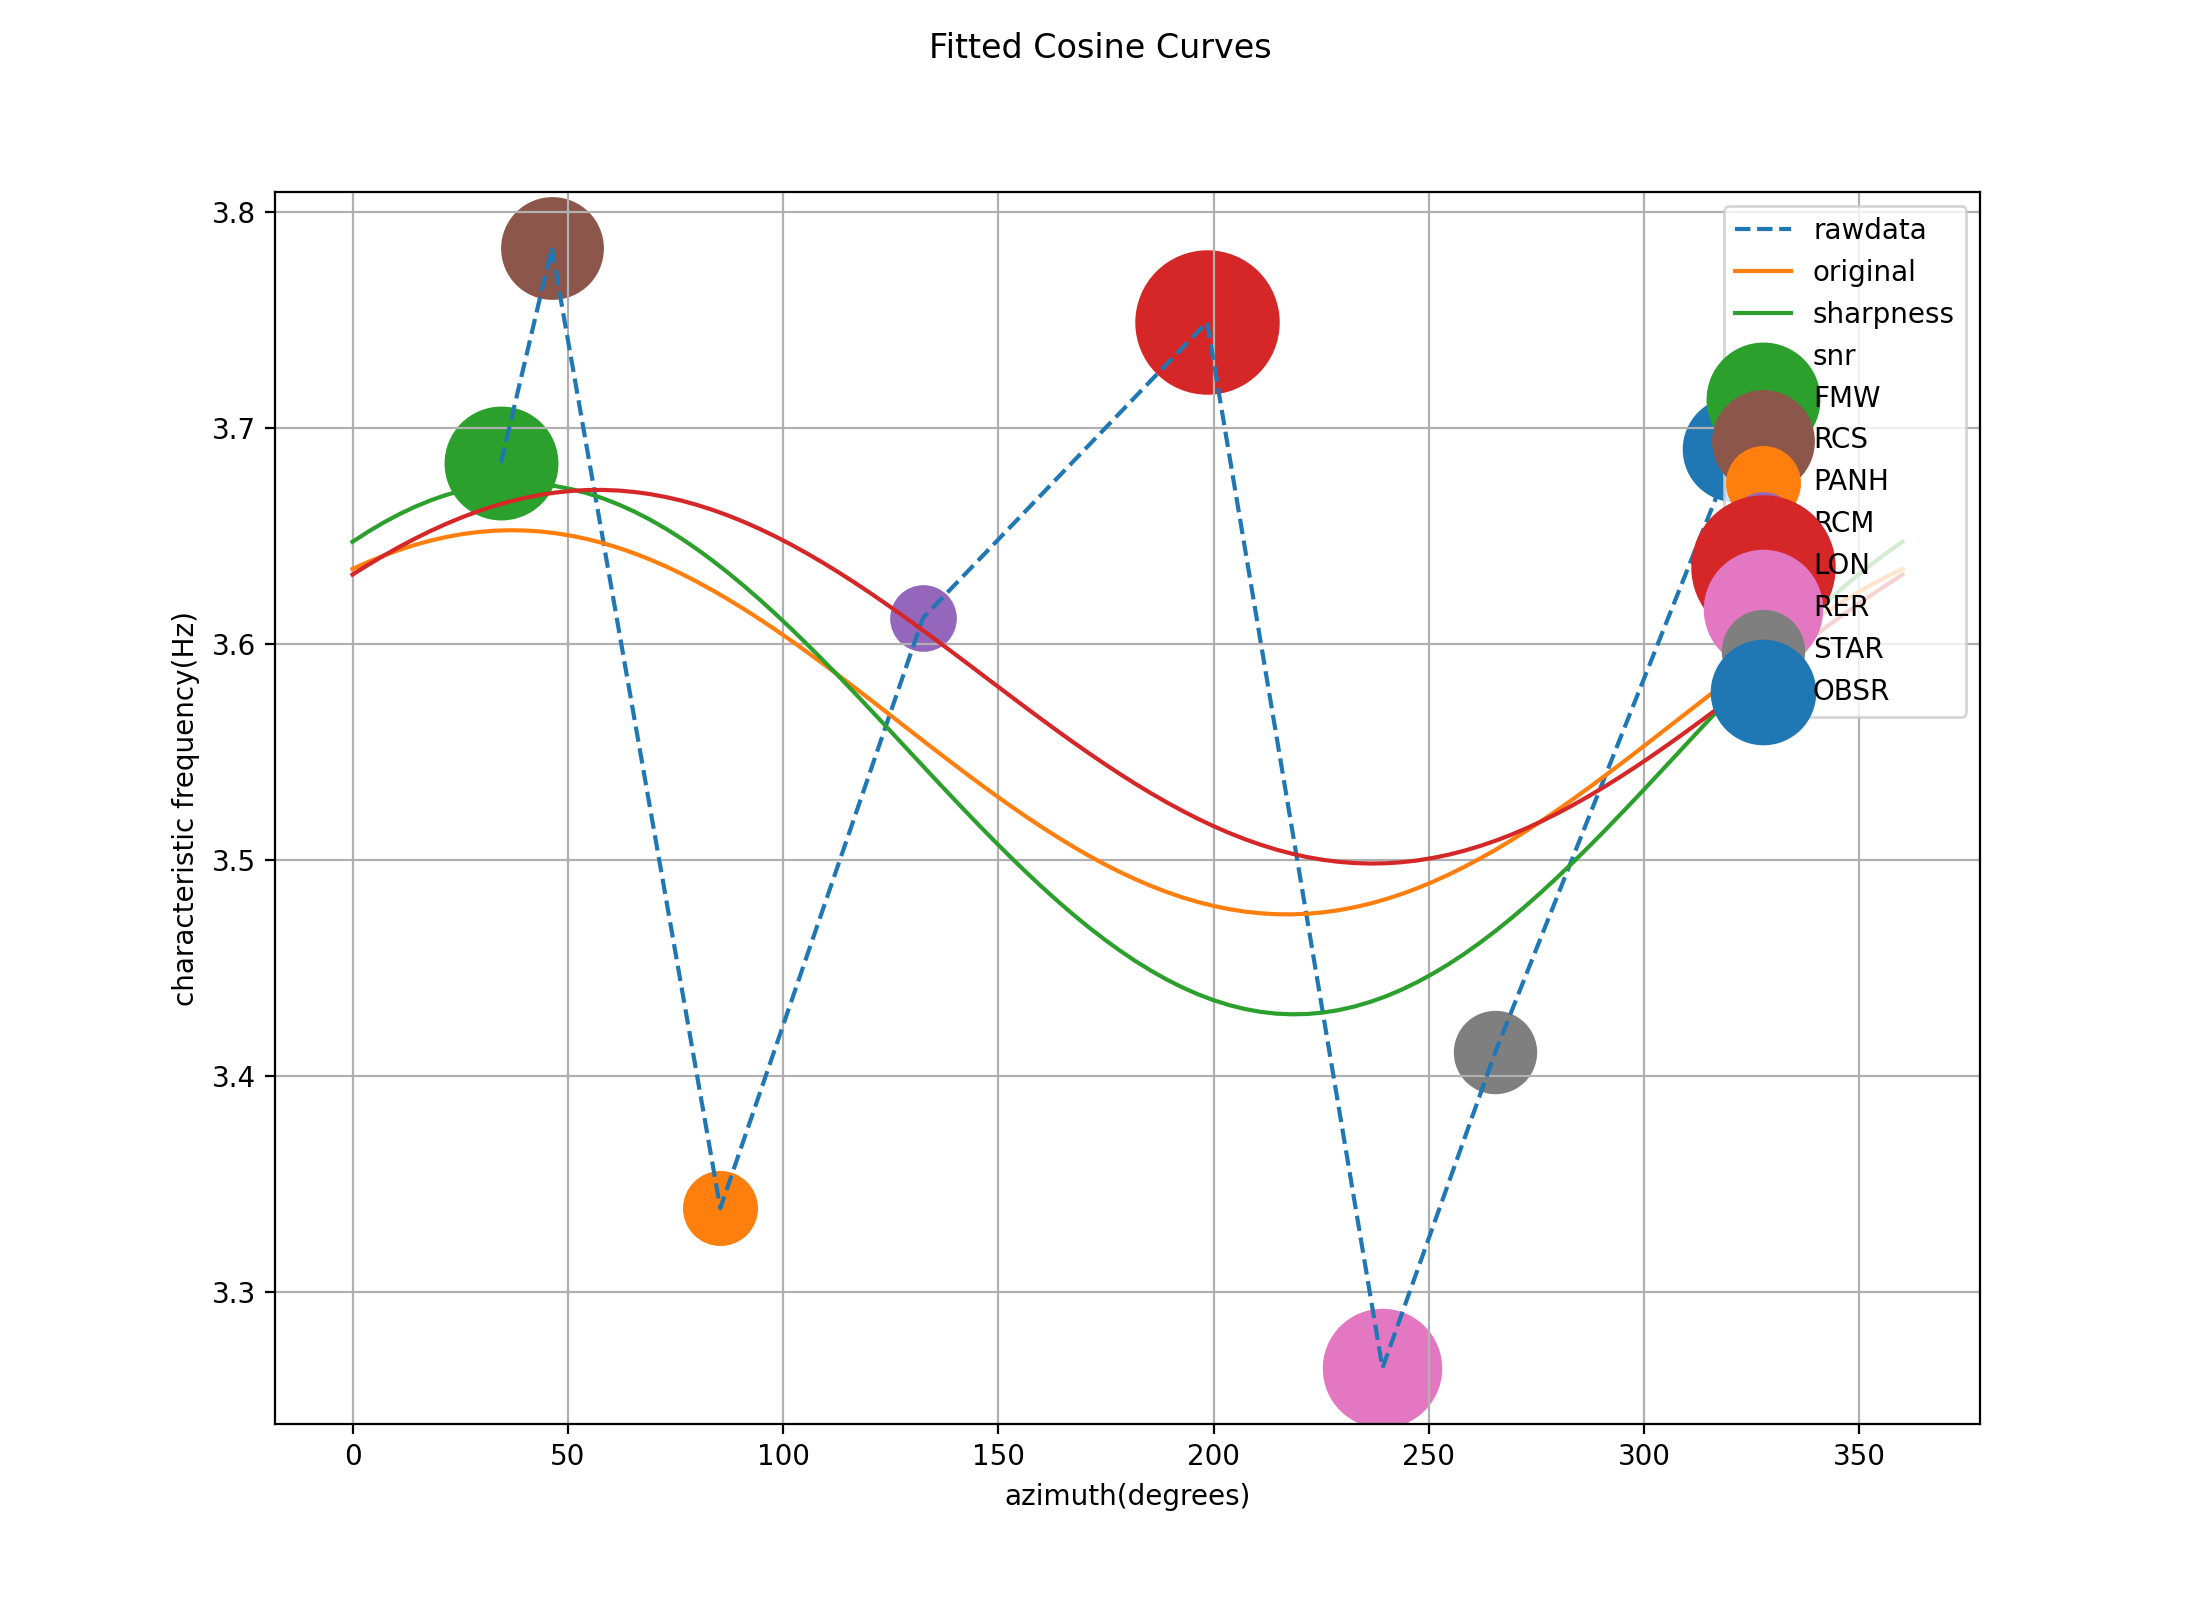 Fitted Cosine Curves
3.8
3.7
3.6
3.5
3.4
3.3
characteristic frequency(Hz)
0 50 100 150 200 250 300 350
azimuth(degrees)
rawdata
original
sharpness
snr
FMW
RCS
PANH
RCM
LON
RER
STAR
OBSR